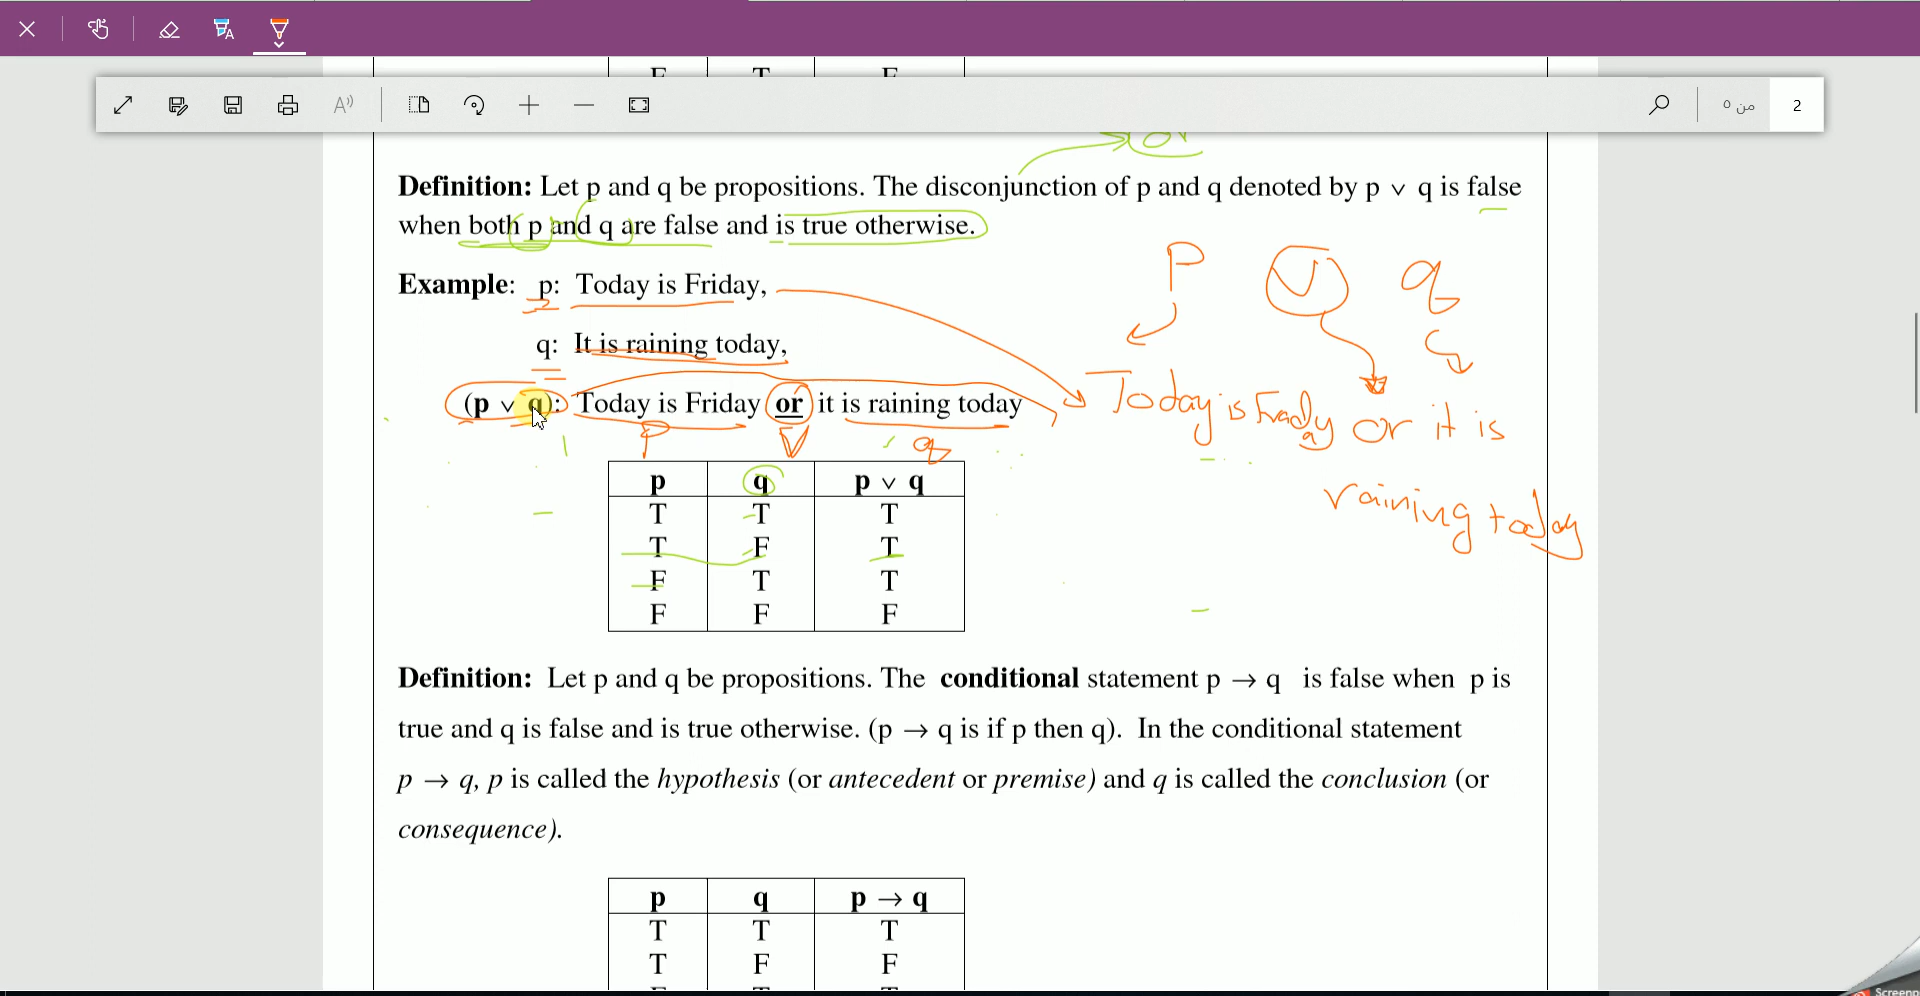 من ٥
2
or
Definition: Let p and q be propositions. The disconjunction of p and q denoted by p ∨ q is false
when both p and q are false and is true otherwise.
Example: p: Today is Friday,
P V q
q: It is raining today,
(p ∨ q): Today is Friday or it is raining today
Today is Frady or it is
P V q
raining today
p q p ∨ q
T T T
T F T
F T T
F F F
Definition: Let p and q be propositions. The conditional statement p → q is false when p is
true and q is false and is true otherwise. (p → q is if p then q). In the conditional statement
p → q, p is called the hypothesis (or antecedent or premise) and q is called the conclusion (or
consequence).
p q p → q
T T T
T F F